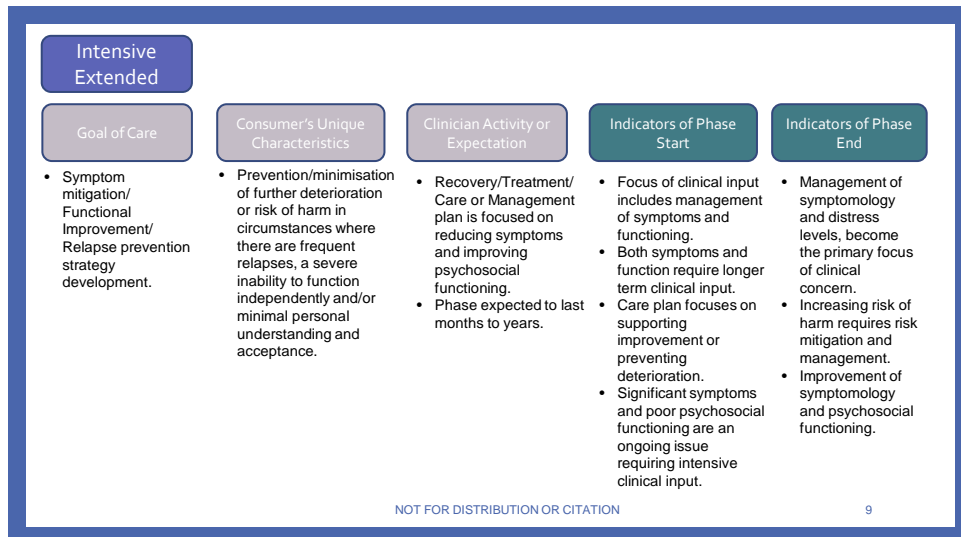 Intensive
Extended
Goal of Care
Consumer's Unique
Characteristics
Clinician Activity or
Expectation
Indicators of Phase
Start
Indicators of Phase
End
• Symptom
mitigation/
Functional
Improvement/
Relapse prevention
strategy
development.
• Prevention/minimisation
of further deterioration
or risk of harm in
circumstances where
there are frequent
relapses, a severe
inability to function
independently and/or
minimal personal
understanding and
acceptance.
• Recovery/Treatment/
Care or Management
plan is focused on
reducing symptoms
and improving
psychosocial
functioning.
• Phase expected to last
months to years.
• Focus of clinical input
includes management
of symptoms and
functioning.
• Both symptoms and
function require longer
term clinical input.
• Care plan focuses on
supporting
improvement or
preventing
deterioration.
• Significant symptoms
and poor psychosocial
functioning are an
ongoing issue
requiring intensive
clinical input.
• Management of
symptomology
and distress
levels, become
the primary focus
of clinical
concern.
• Increasing risk of
harm requires risk
mitigation and
management.
• Improvement of
symptomology
and psychosocial
functioning.
NOT FOR DISTRIBUTION OR CITATION
9